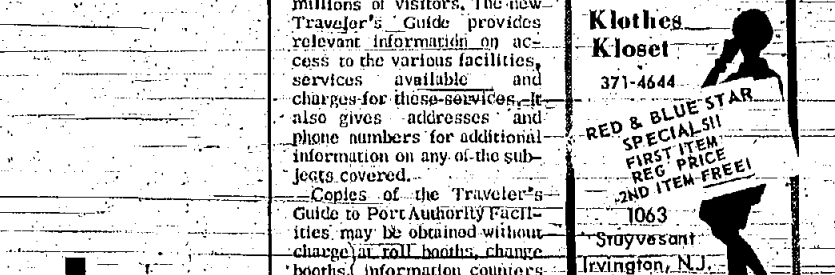 millions of visitors. The new
Traveler's Guide provides
relevant information on ac-
cess to the various facilities,
services available and
charges for these services. It
also gives addresses and
phone numbers for additional
information on any of the sub-
jects covered.
Copies of the Traveler's
Guide to Port Authority Facil-
ities may be obtained without
charge at toll booths, change
booths, information counters
Klothes
Kloset
371-4644
RED & BLUE STAR
SPECIALS!!
FIRST ITEM
REG PRICE
2ND ITEM FREE!
1063
Stuyvesant
Irvington, N.J.